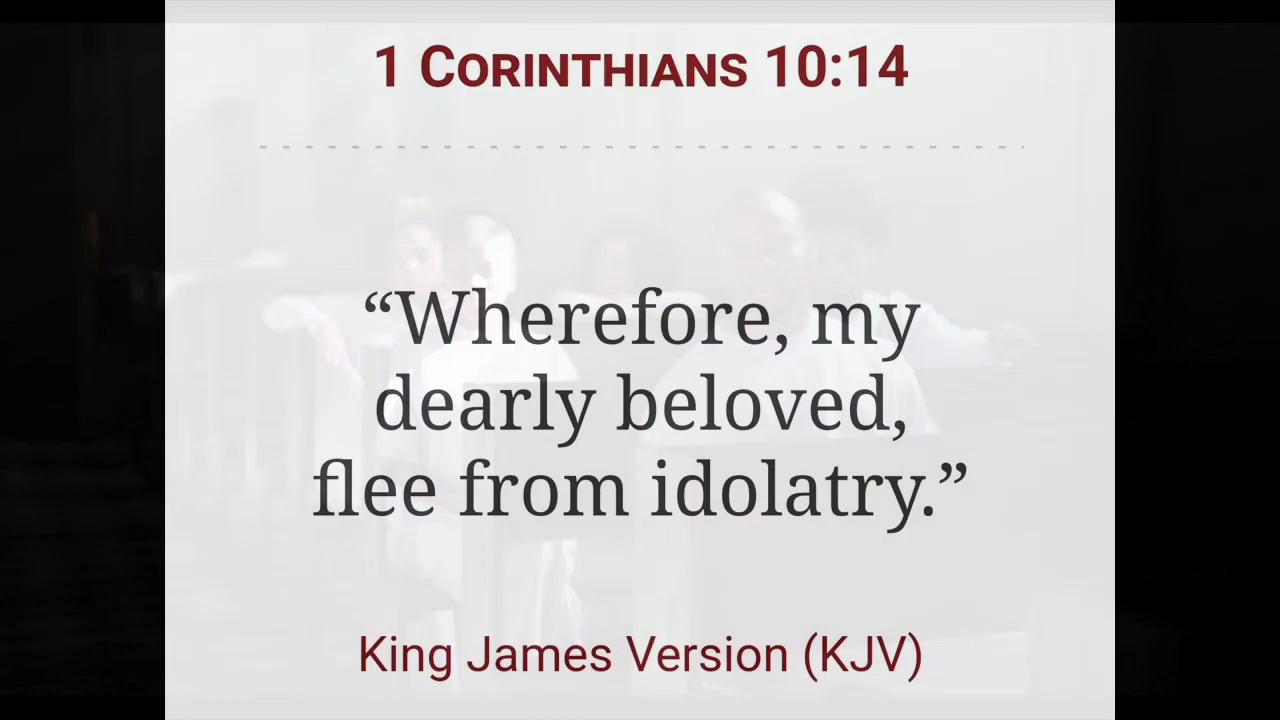 1 Corinthians 10:14
“Wherefore, my
dearly beloved,
flee from idolatry.”
King James Version (KJV)